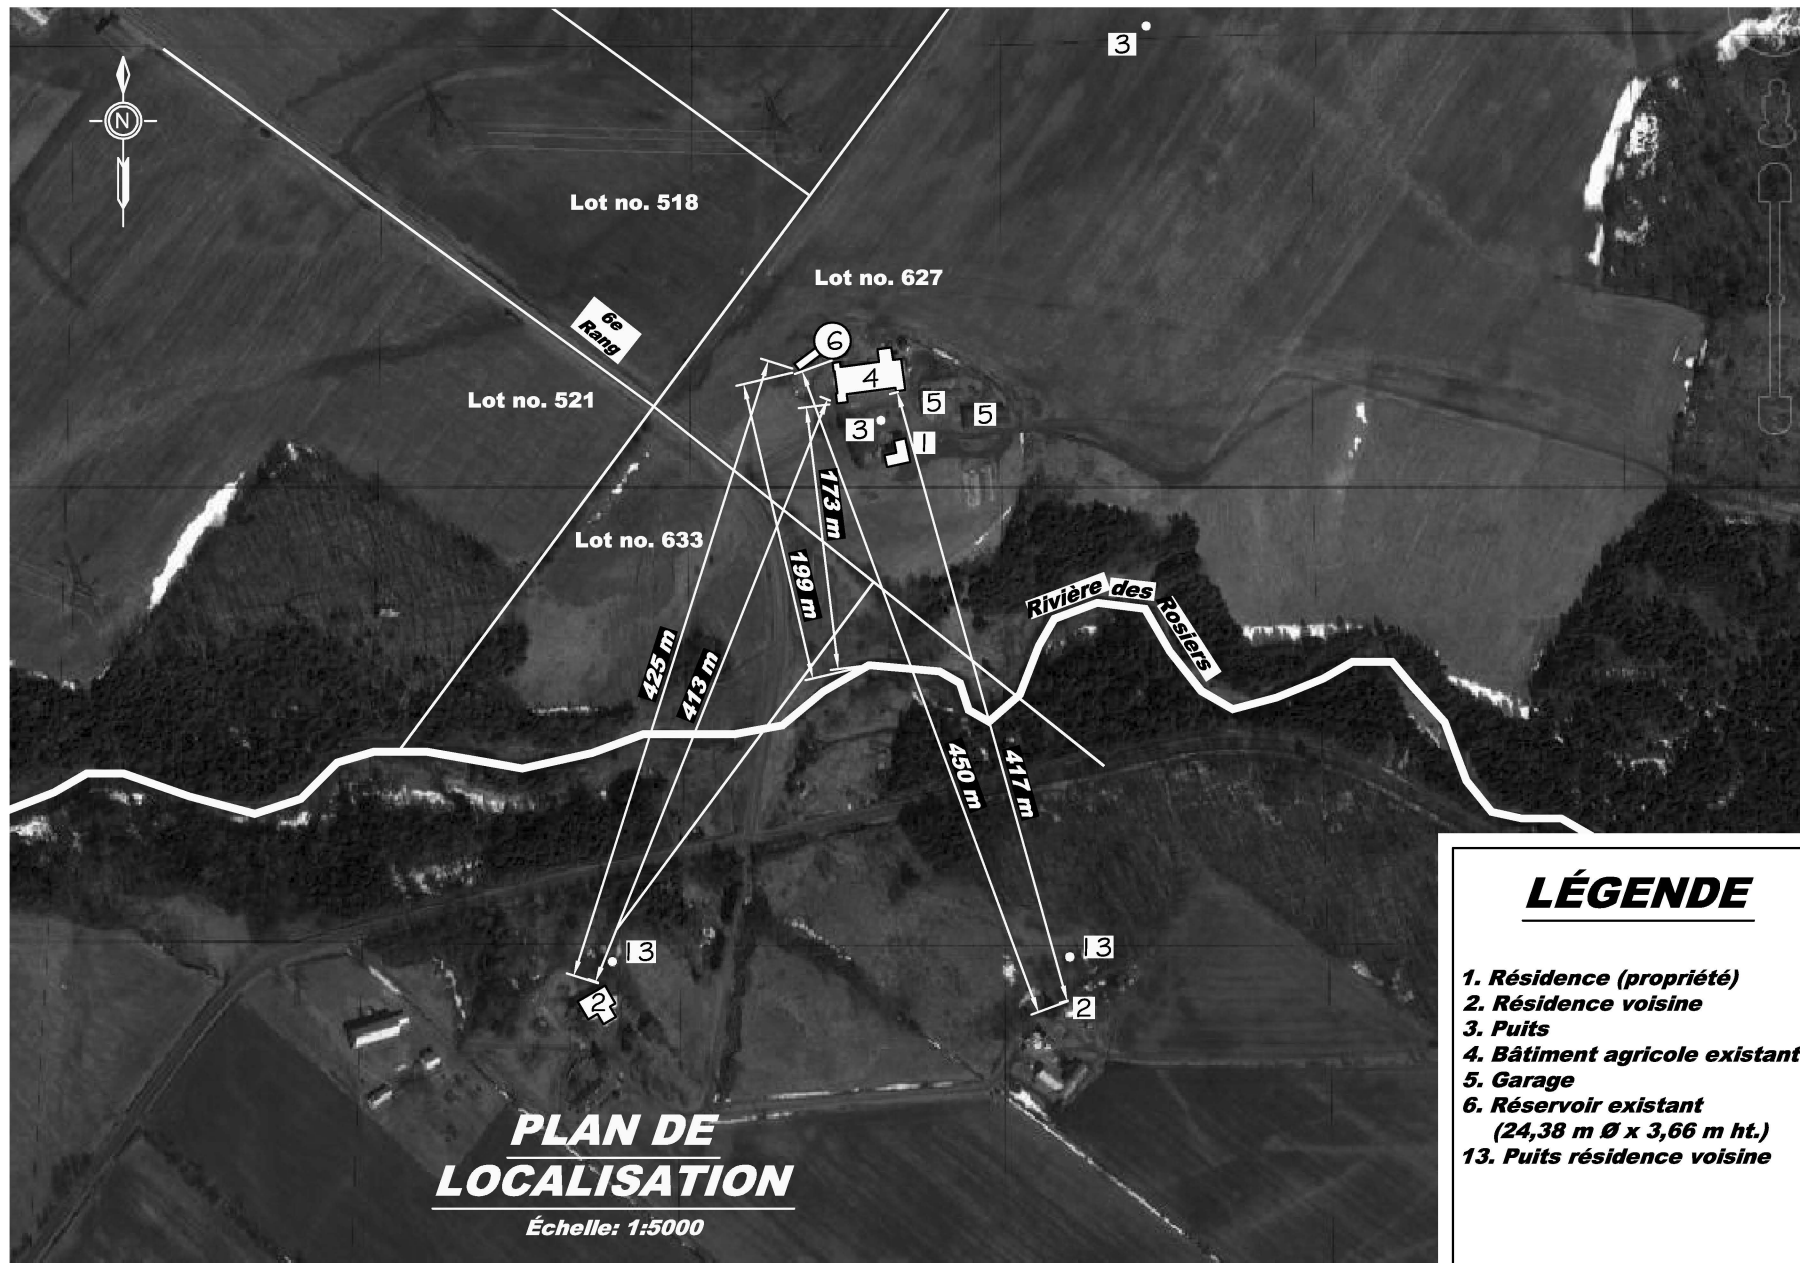 3
N
Lot no. 518
Lot no. 627
6e
Rang
6
4
Lot no. 521
5
5
3
1
173 m
Lot no. 633
199 m
Rivière des Rosiers
425 m
413 m
450 m
417 m
13
13
2
2
PLAN DE
LOCALISATION
Échelle: 1:5000
LÉGENDE
1. Résidence (propriété)
2. Résidence voisine
3. Puits
4. Bâtiment agricole existant
5. Garage
6. Réservoir existant
(24,38 m Ø x 3,66 m ht.)
13. Puits résidence voisine